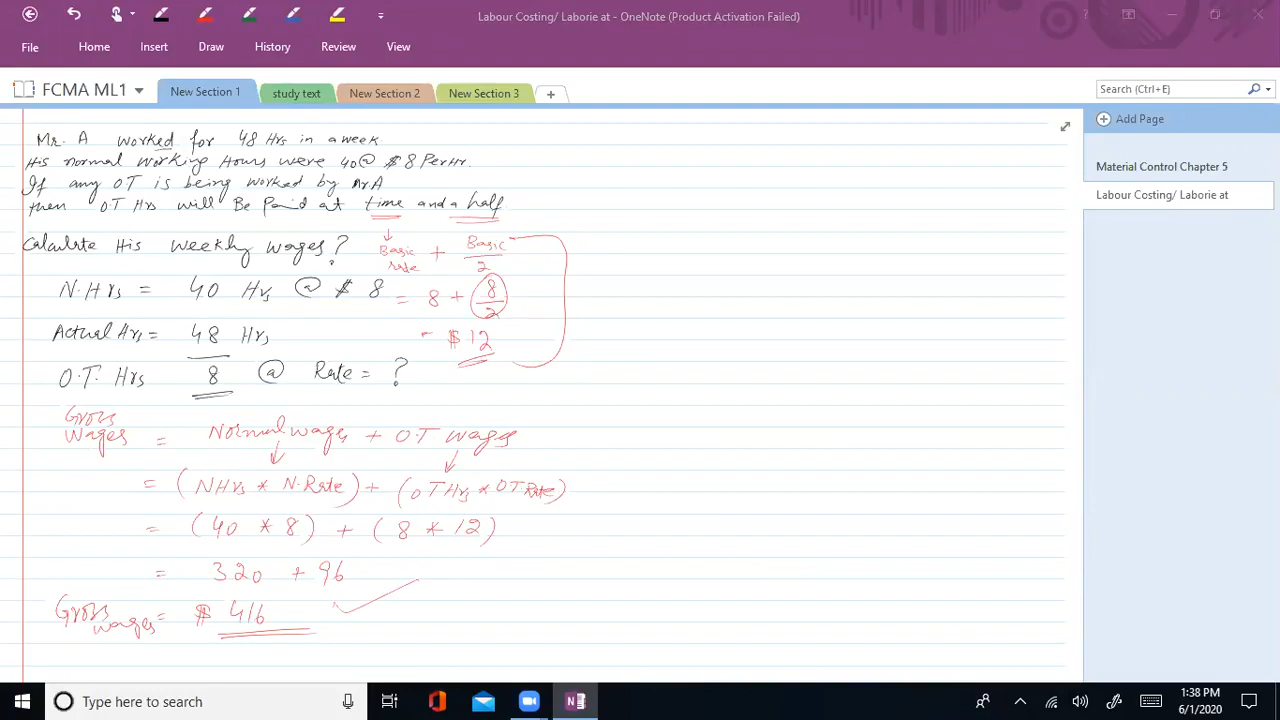 Labour Costing/ Laborie at - OneNote (Product Activation Failed)
?
File Home Insert Draw History Review View
FCMA ML1 New Section 1 study text New Section 2 New Section 3
Search (Ctrl+E)
Add Page
Material Control Chapter 5
Labour Costing/ Laborie at
Mr. A worked for 48 Hrs in a week.
His normal working Hours were 40 @ $ 8 Per Hr.
If any OT is being worked by Mr A
then OT Hrs will Be Paid at time and a half.
Calculate His weekly wages?
Basic rate + Basic/2
N.Hrs = 40 Hrs @ $ 8
= 8 + 8/2
Actual Hrs = 48 Hrs
= $ 12
O.T. Hrs 8 @ Rate = ?
Gross Wages = Normal wages + O.T wages
= (NHrs * N.Rate) + (OT Hrs * OT Rate)
= (40 * 8) + (8 * 12)
= 320 + 96
Gross wages = $ 416
Type here to search
1:38 PM
6/1/2020